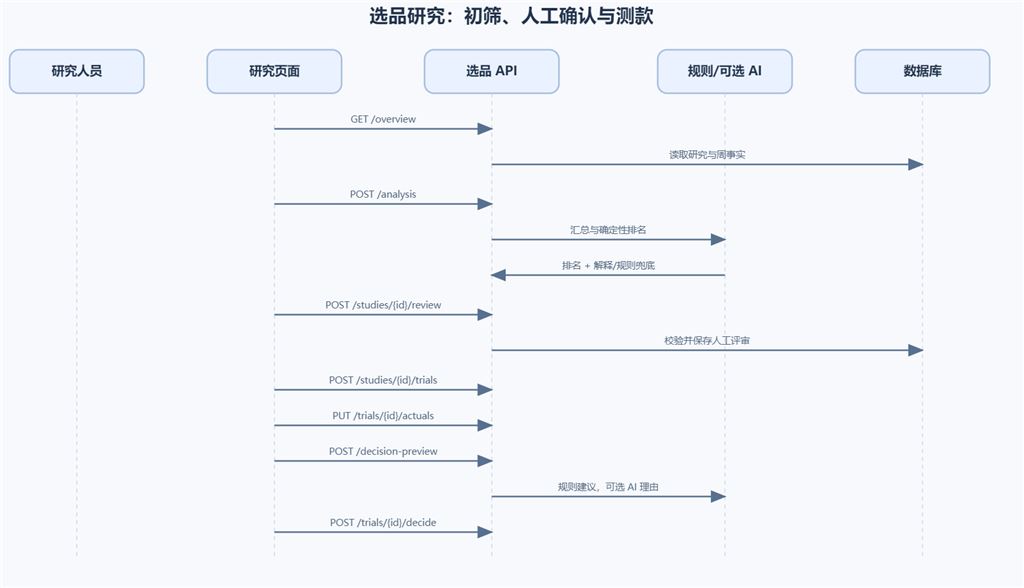 选品研究：初筛、人工确认与测款
研究人员
研究页面
选品 API
规则/可选 AI
数据库
GET /overview
读取研究与周事实
POST /analysis
汇总与确定性排名
排名 + 解释/规则兜底
POST /studies/{id}/review
校验并保存人工评审
POST /studies/{id}/trials
PUT /trials/{id}/actuals
POST /decision-preview
规则建议，可选 AI 理由
POST /trials/{id}/decide